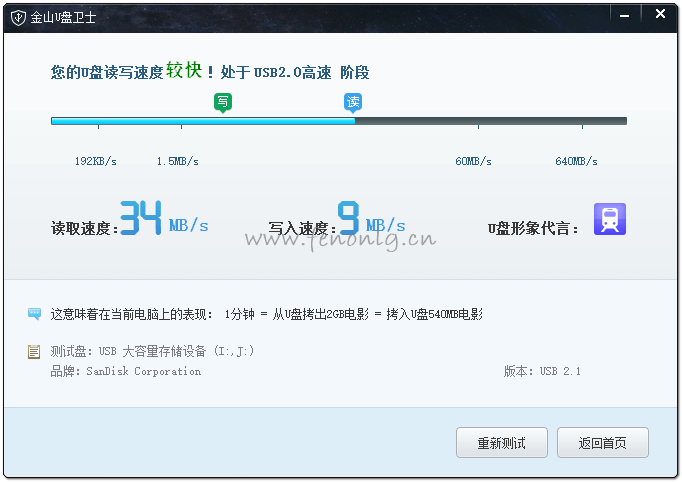 金山U盘卫士
您的U盘读写速度较快！处于USB2.0高速 阶段
写 读
192KB/s 1.5MB/s 60MB/s 640MB/s
读取速度:34 MB/s 写入速度:9 MB/s U盘形象代言：
www.tenonlg.cn
这意味着在当前电脑上的表现： 1分钟 = 从U盘拷出2GB电影 = 拷入U盘540MB电影
测试盘：USB 大容量存储设备 (I:,J:)
品牌：SanDisk Corporation 版本：USB 2.1
重新测试 返回首页